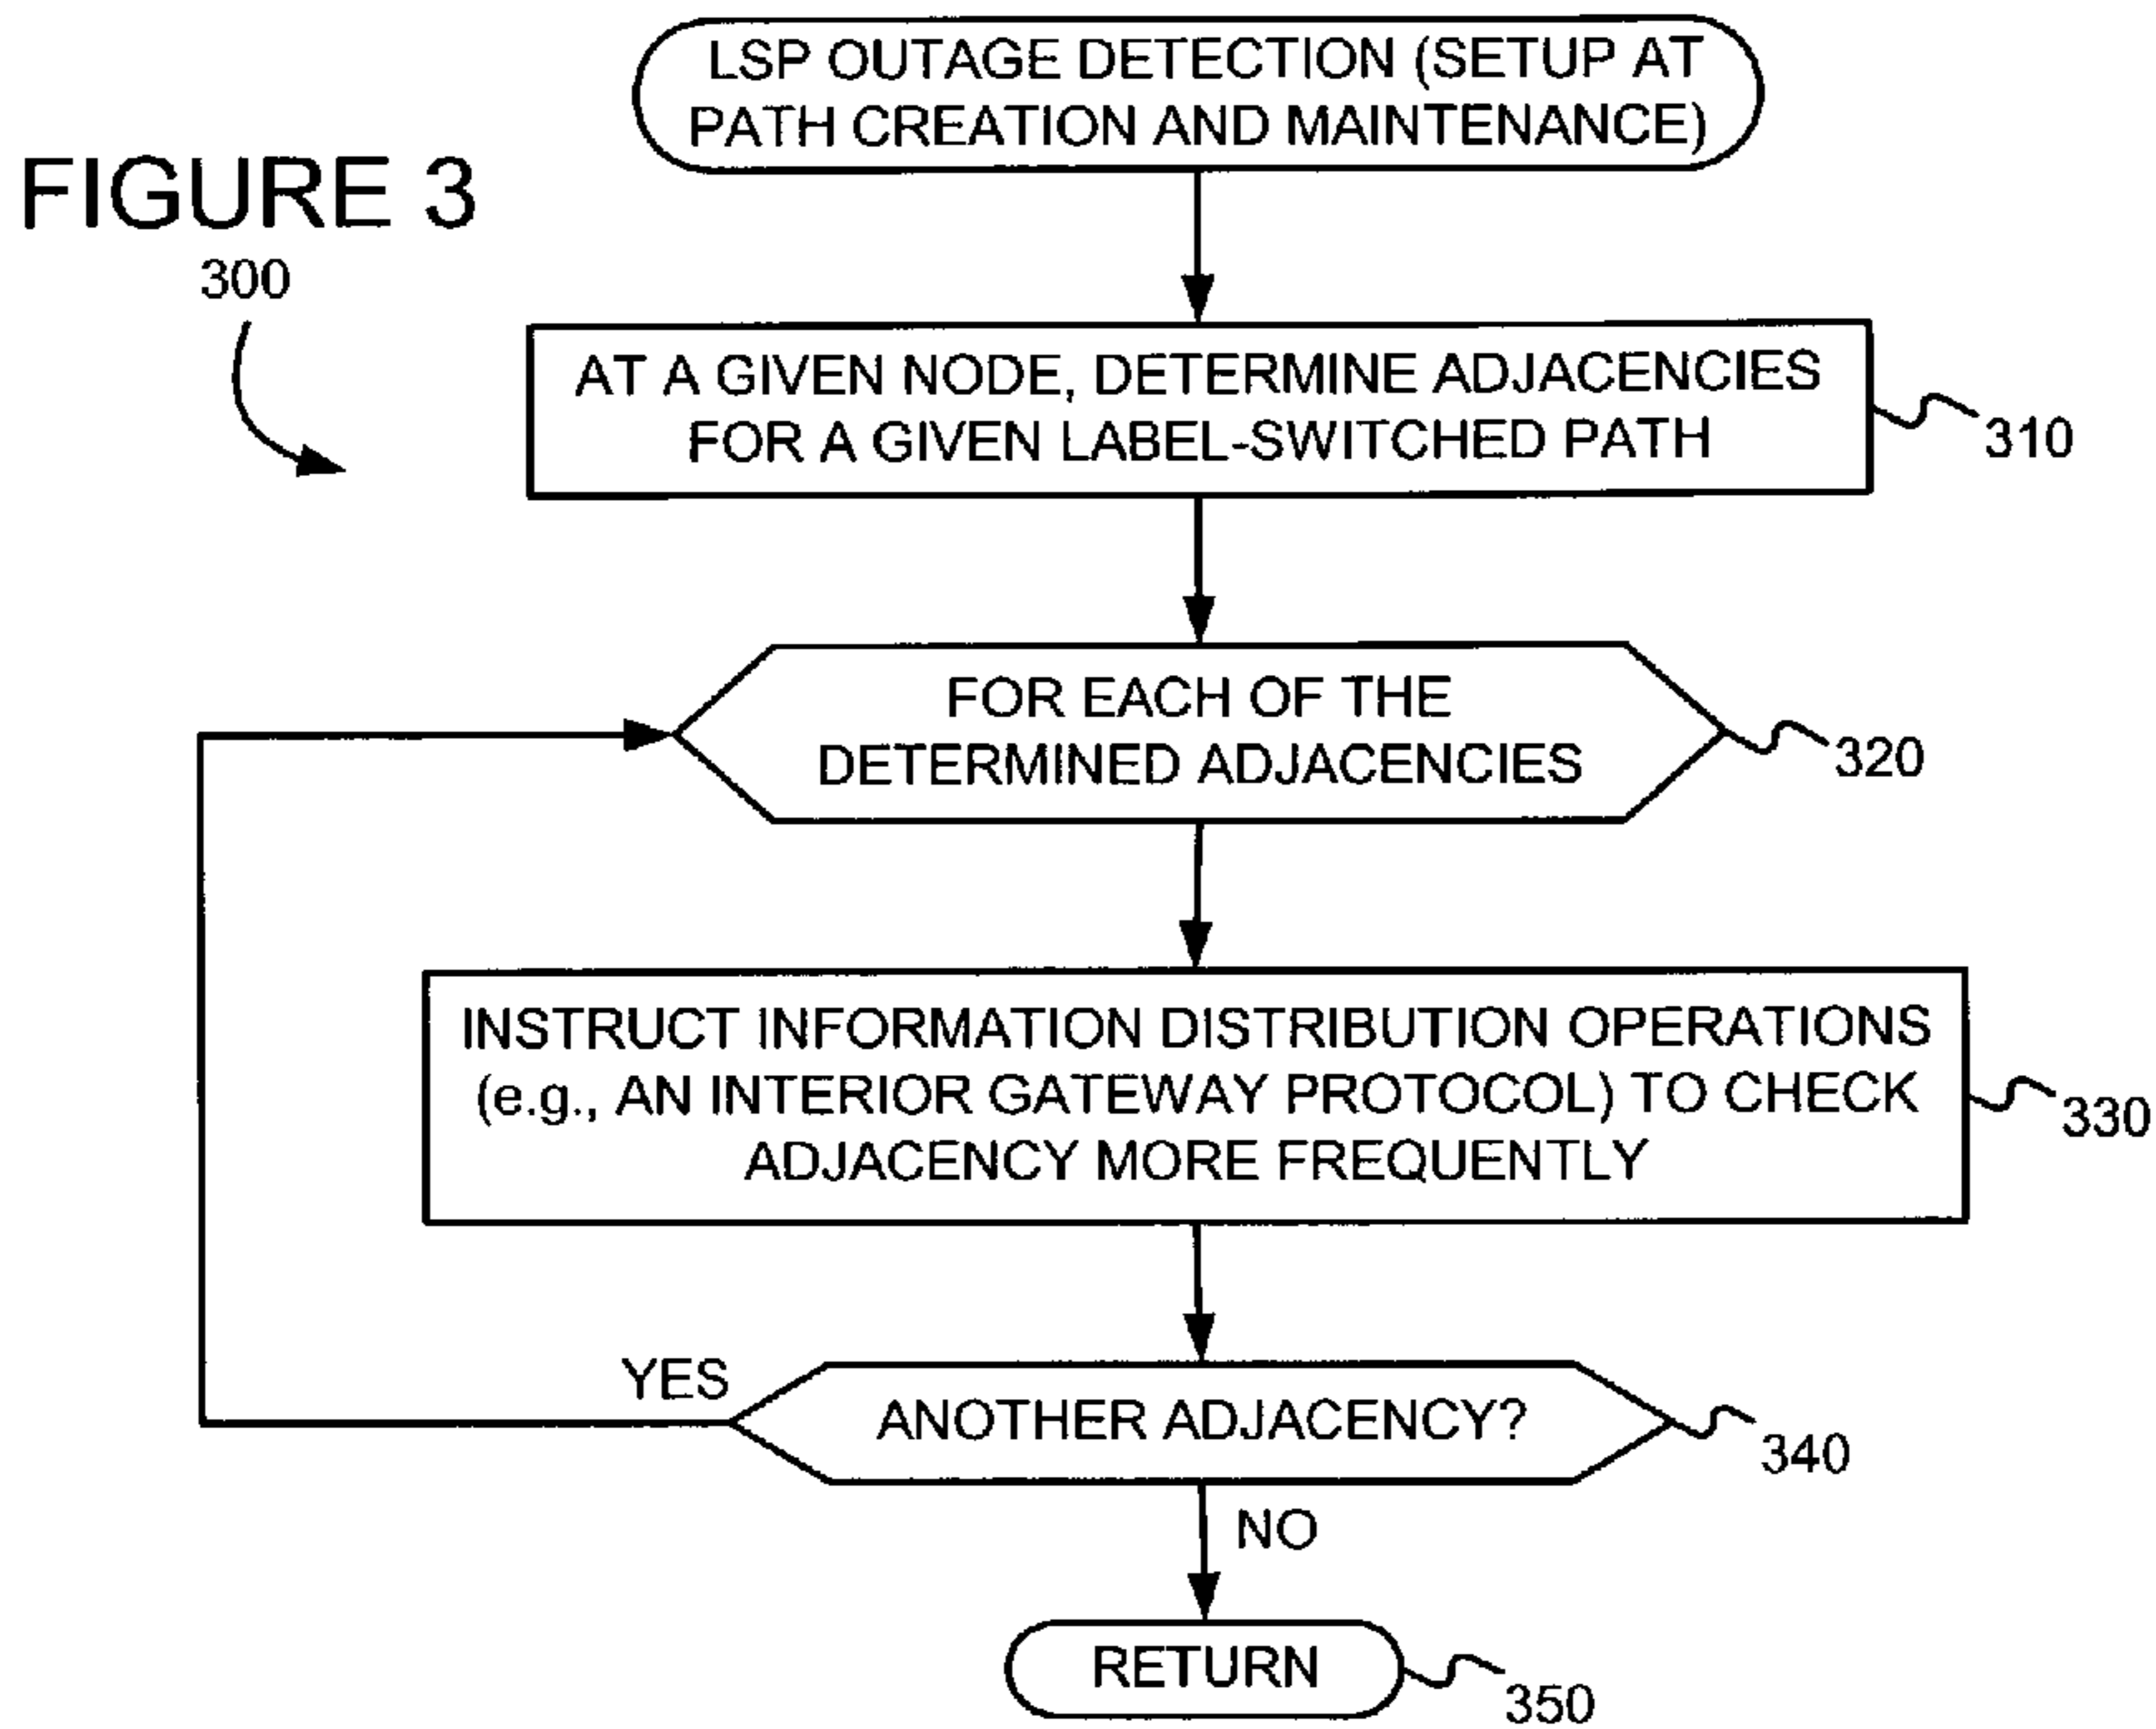 LSP OUTAGE DETECTION (SETUP AT
PATH CREATION AND MAINTENANCE)
FIGURE 3
300
AT A GIVEN NODE, DETERMINE ADJACENCIES
FOR A GIVEN LABEL-SWITCHED PATH
310
FOR EACH OF THE
DETERMINED ADJACENCIES
320
INSTRUCT INFORMATION DISTRIBUTION OPERATIONS
(e.g., AN INTERIOR GATEWAY PROTOCOL) TO CHECK
ADJACENCY MORE FREQUENTLY
330
YES
ANOTHER ADJACENCY?
340
NO
RETURN
350